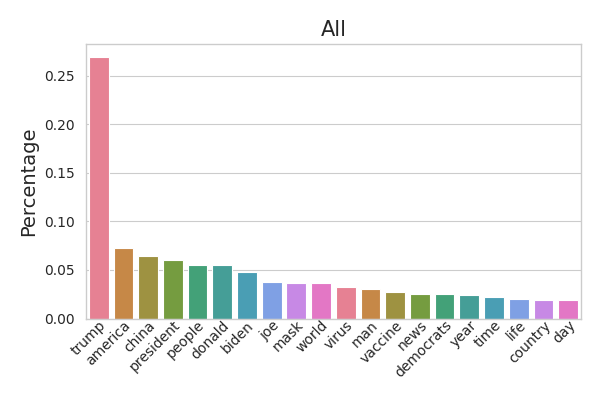 All
Percentage
0.25
0.20
0.15
0.10
0.05
0.00
trump
america
china
president
people
donald
biden
joe
mask
world
virus
man
vaccine
news
democrats
year
time
life
country
day